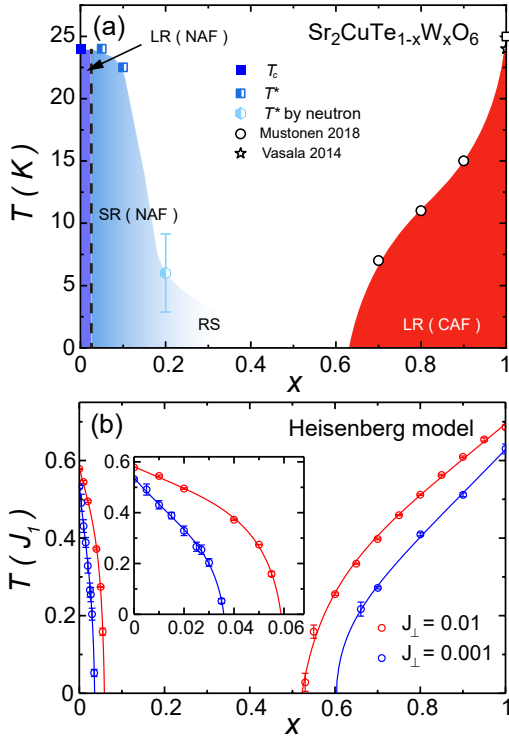 (a)
Sr₂CuTe₁₋ₓWₓO₆
LR ( NAF )
T_c
T*
T* by neutron
Mustonen 2018
Vasala 2014
SR ( NAF )
RS
LR ( CAF )
T ( K )
25
20
15
10
5
0
0 0.2 0.4 0.6 0.8 1
x
(b)
Heisenberg model
T ( J₁ )
0.6
0.4
0.2
0
0.6
0.4
0.2
0
0 0.02 0.04 0.06
J⊥ = 0.01
J⊥ = 0.001
0 0.2 0.4 0.6 0.8 1
x